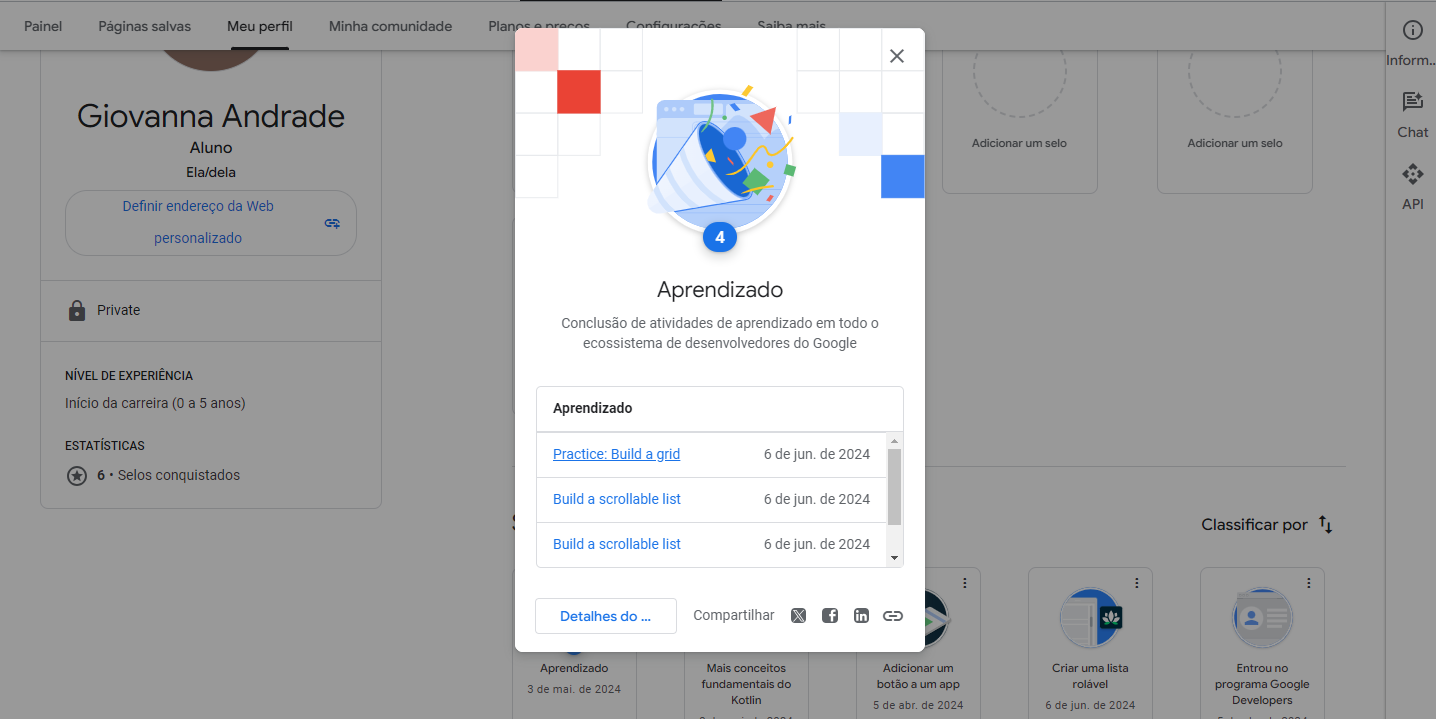 Painel
Páginas salvas
Meu perfil
Minha comunidade
Planos e preços
Configurações
Saiba mais
Giovanna Andrade
Aluno
Ela/dela
Definir endereço da Web
personalizado
Private
NÍVEL DE EXPERIÊNCIA
Início da carreira (0 a 5 anos)
ESTATÍSTICAS
6 • Selos conquistados
4
Aprendizado
Conclusão de atividades de aprendizado em todo o
ecossistema de desenvolvedores do Google
Aprendizado
Practice: Build a grid 6 de jun. de 2024
Build a scrollable list 6 de jun. de 2024
Build a scrollable list 6 de jun. de 2024
Detalhes do ...
Compartilhar
Adicionar um selo
Adicionar um selo
Classificar por
Aprendizado
3 de mai. de 2024
Mais conceitos
fundamentais do
Kotlin
Adicionar um
botão a um app
5 de abr. de 2024
Criar uma lista
rolável
6 de jun. de 2024
Entrou no
programa Google
Developers
Inform...
Chat
API